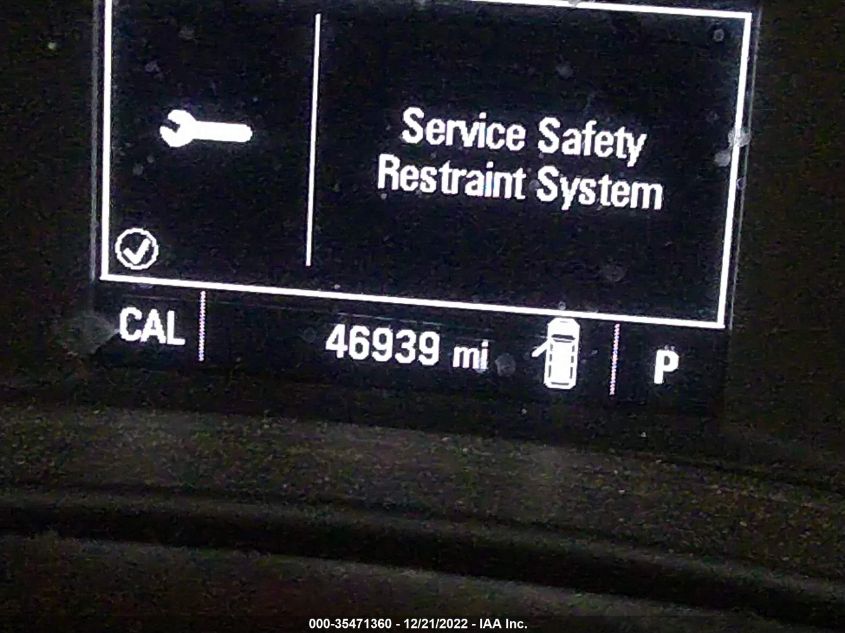 Service Safety
Restraint System
CAL
46939 mi
P
000-35471360 - 12/21/2022 - IAA Inc.